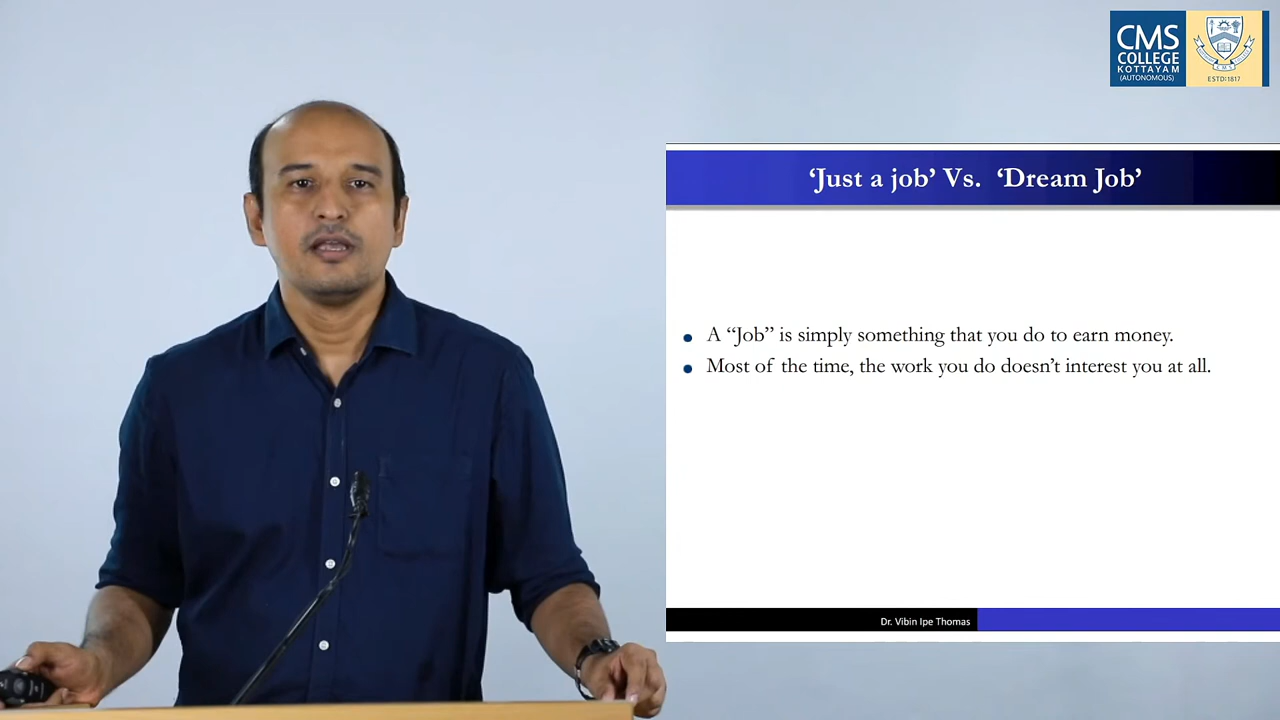 CMS
COLLEGE
KOTTAYAM
(AUTONOMOUS)
ESTD:1817
‘Just a job’ Vs. ‘Dream Job’
A “Job” is simply something that you do to earn money.
Most of the time, the work you do doesn’t interest you at all.
Dr. Vibin Ipe Thomas